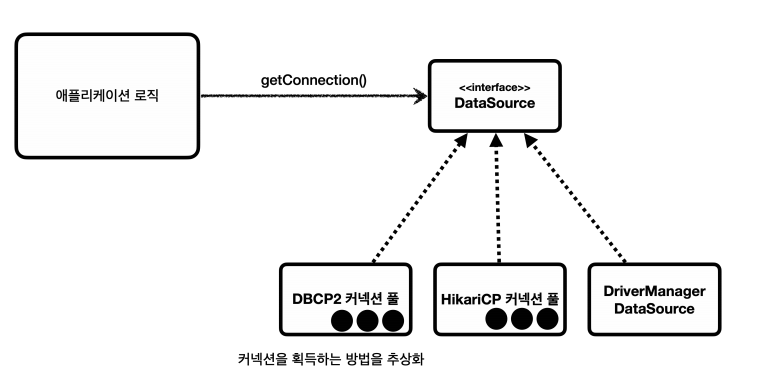 애플리케이션 로직
getConnection()
<<interface>>
DataSource
DBCP2 커넥션 풀
HikariCP 커넥션 풀
DriverManager
DataSource
커넥션을 획득하는 방법을 추상화